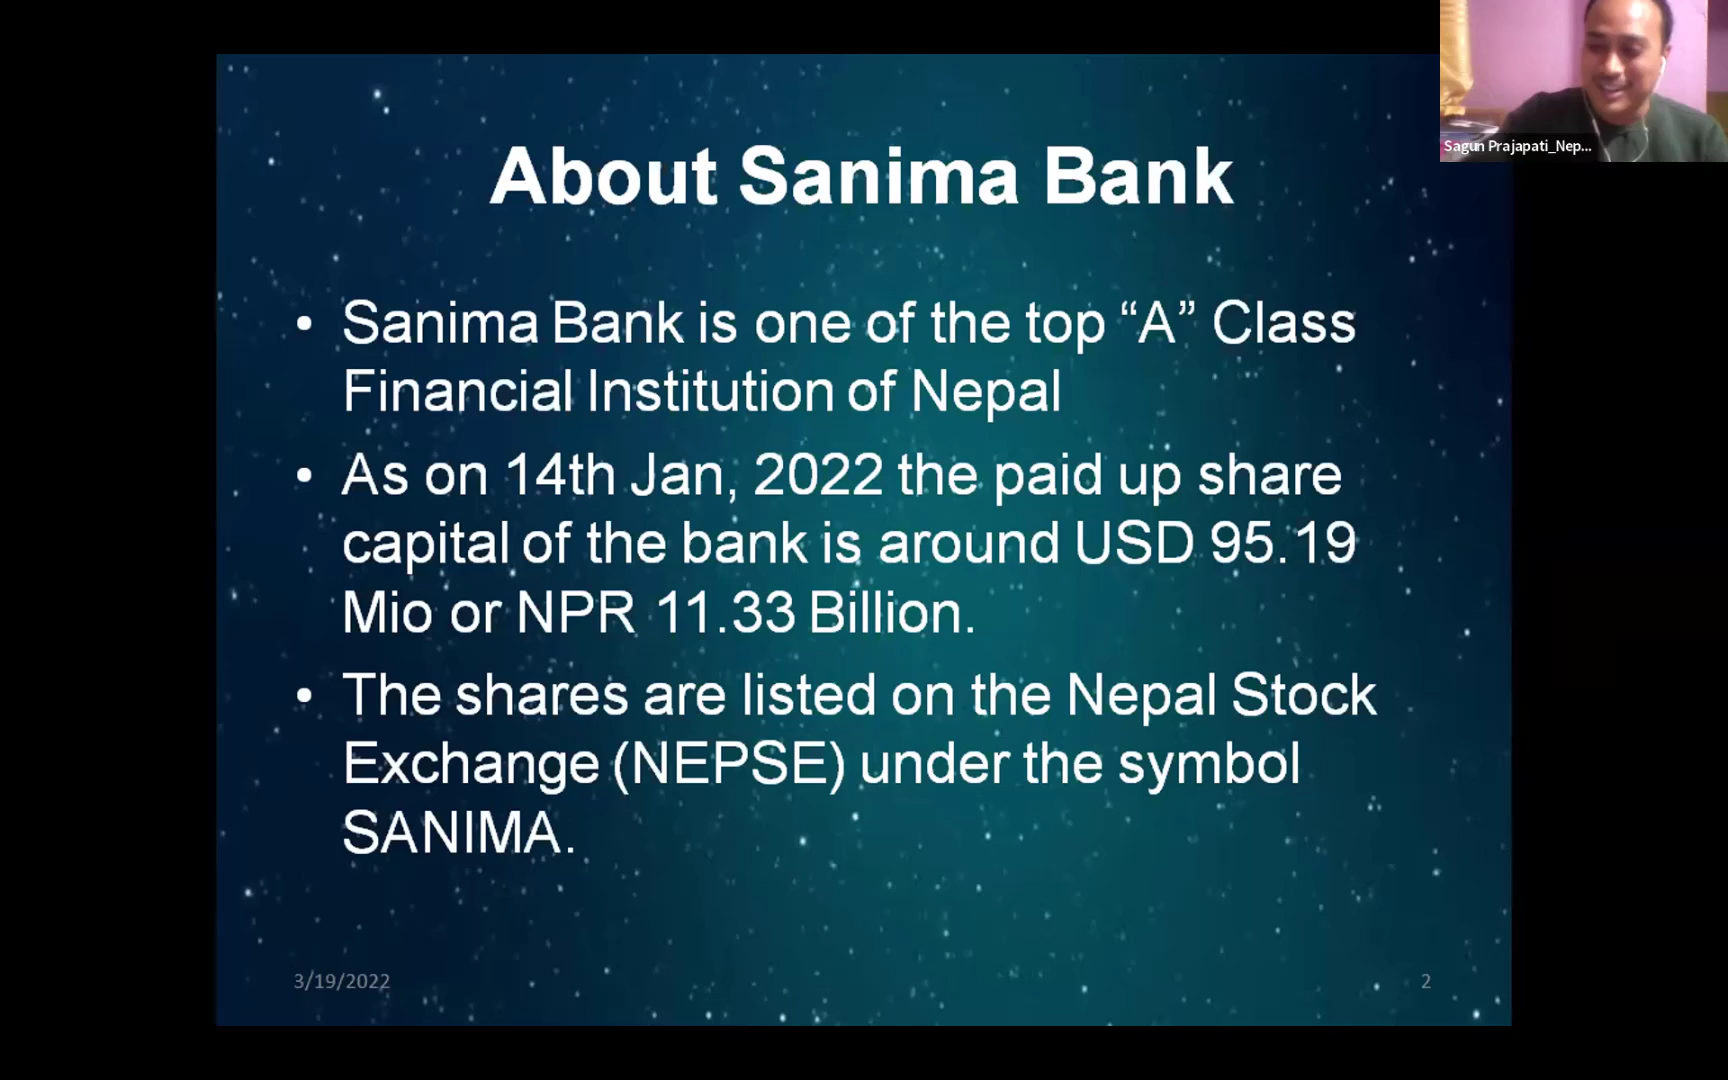 Sagun Prajapati_Nep...
About Sanima Bank
• Sanima Bank is one of the top “A” Class
Financial Institution of Nepal
• As on 14th Jan, 2022 the paid up share
capital of the bank is around USD 95.19
Mio or NPR 11.33 Billion.
• The shares are listed on the Nepal Stock
Exchange (NEPSE) under the symbol
SANIMA.
3/19/2022
2